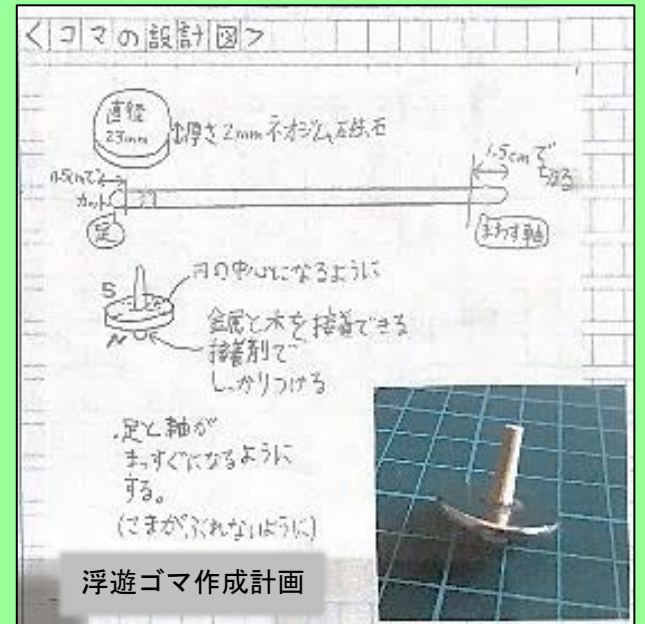 <コマの設計図>
直径
23mm
↕厚さ2mmネオジム磁石
0.5cmで
カット
1.5cmで
切る
足
まわす軸
円の中心になるように
S
N
金属と木を接着できる
接着剤で
しっかりつける
・足と軸が
まっすぐになるように
する。
(こまがぶれないように)
浮遊ゴマ作成計画